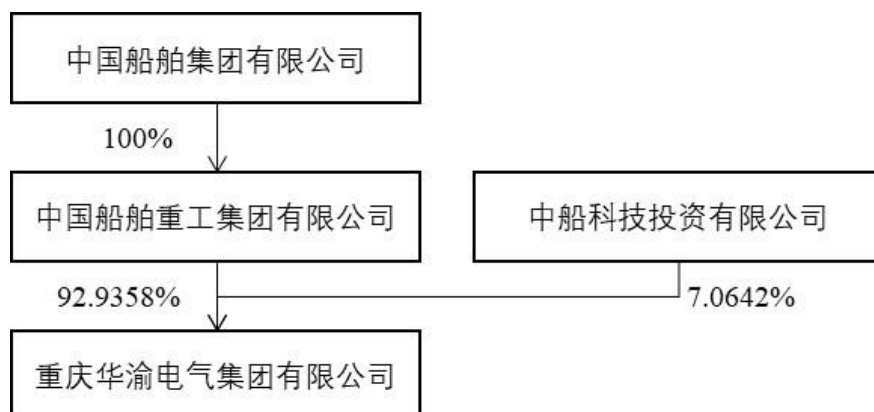 中国船舶集团有限公司
100%
中国船舶重工集团有限公司
中船科技投资有限公司
92.9358%
7.0642%
重庆华渝电气集团有限公司